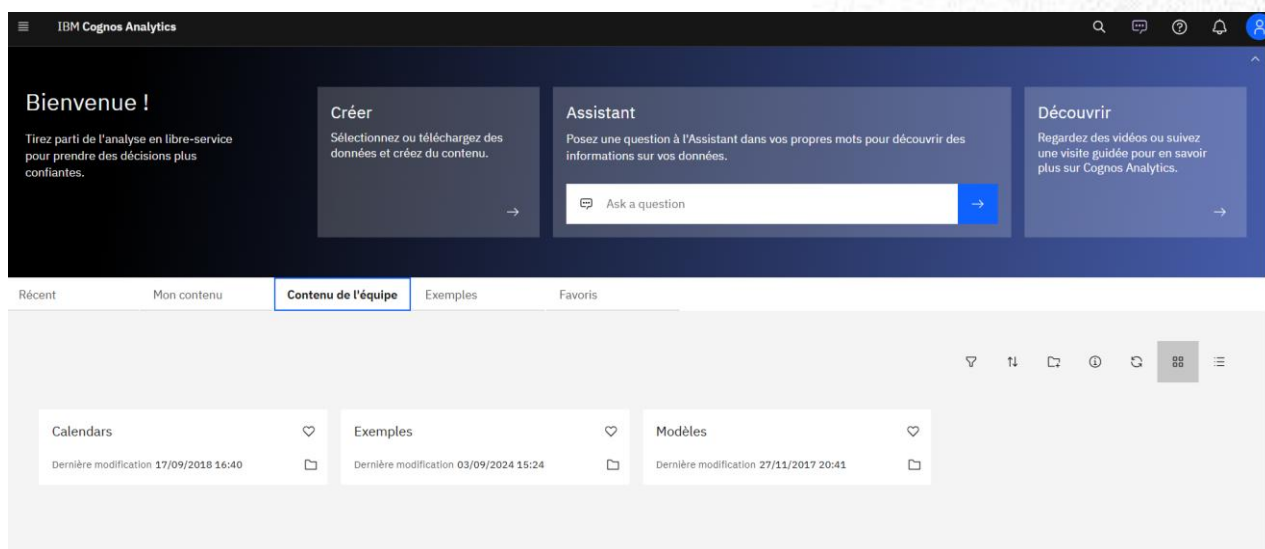 IBM Cognos Analytics
Bienvenue !
Tirez parti de l'analyse en libre-service
pour prendre des décisions plus
confiantes.
Créer
Sélectionnez ou téléchargez des
données et créez du contenu.
Assistant
Posez une question à l'Assistant dans vos propres mots pour découvrir des
informations sur vos données.
Ask a question
Découvrir
Regardez des vidéos ou suivez
une visite guidée pour en savoir
plus sur Cognos Analytics.
Récent
Mon contenu
Contenu de l'équipe
Exemples
Favoris
Calendars
Dernière modification 17/09/2018 16:40
Exemples
Dernière modification 03/09/2024 15:24
Modèles
Dernière modification 27/11/2017 20:41